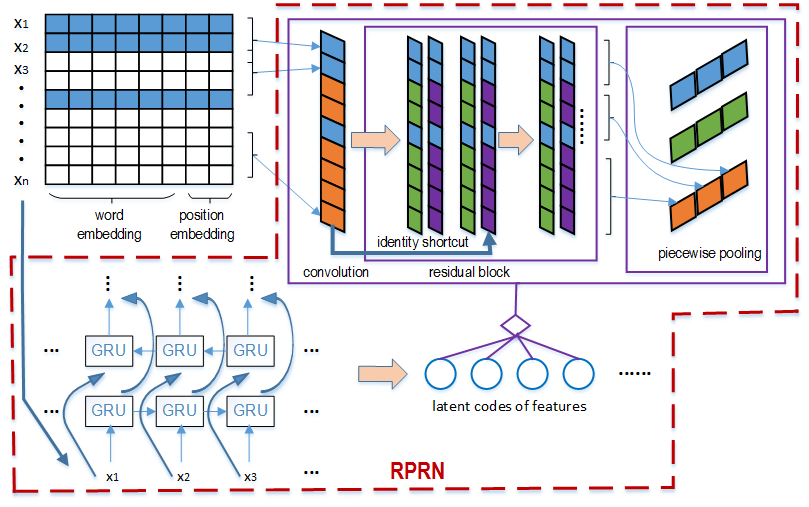 x1
x2
x3
xn
word
embedding
position
embedding
identity shortcut
convolution
residual block
piecewise pooling
... GRU GRU GRU ...
... GRU GRU GRU ...
x1 x2 x3 ...
latent codes of features
......
RPRN